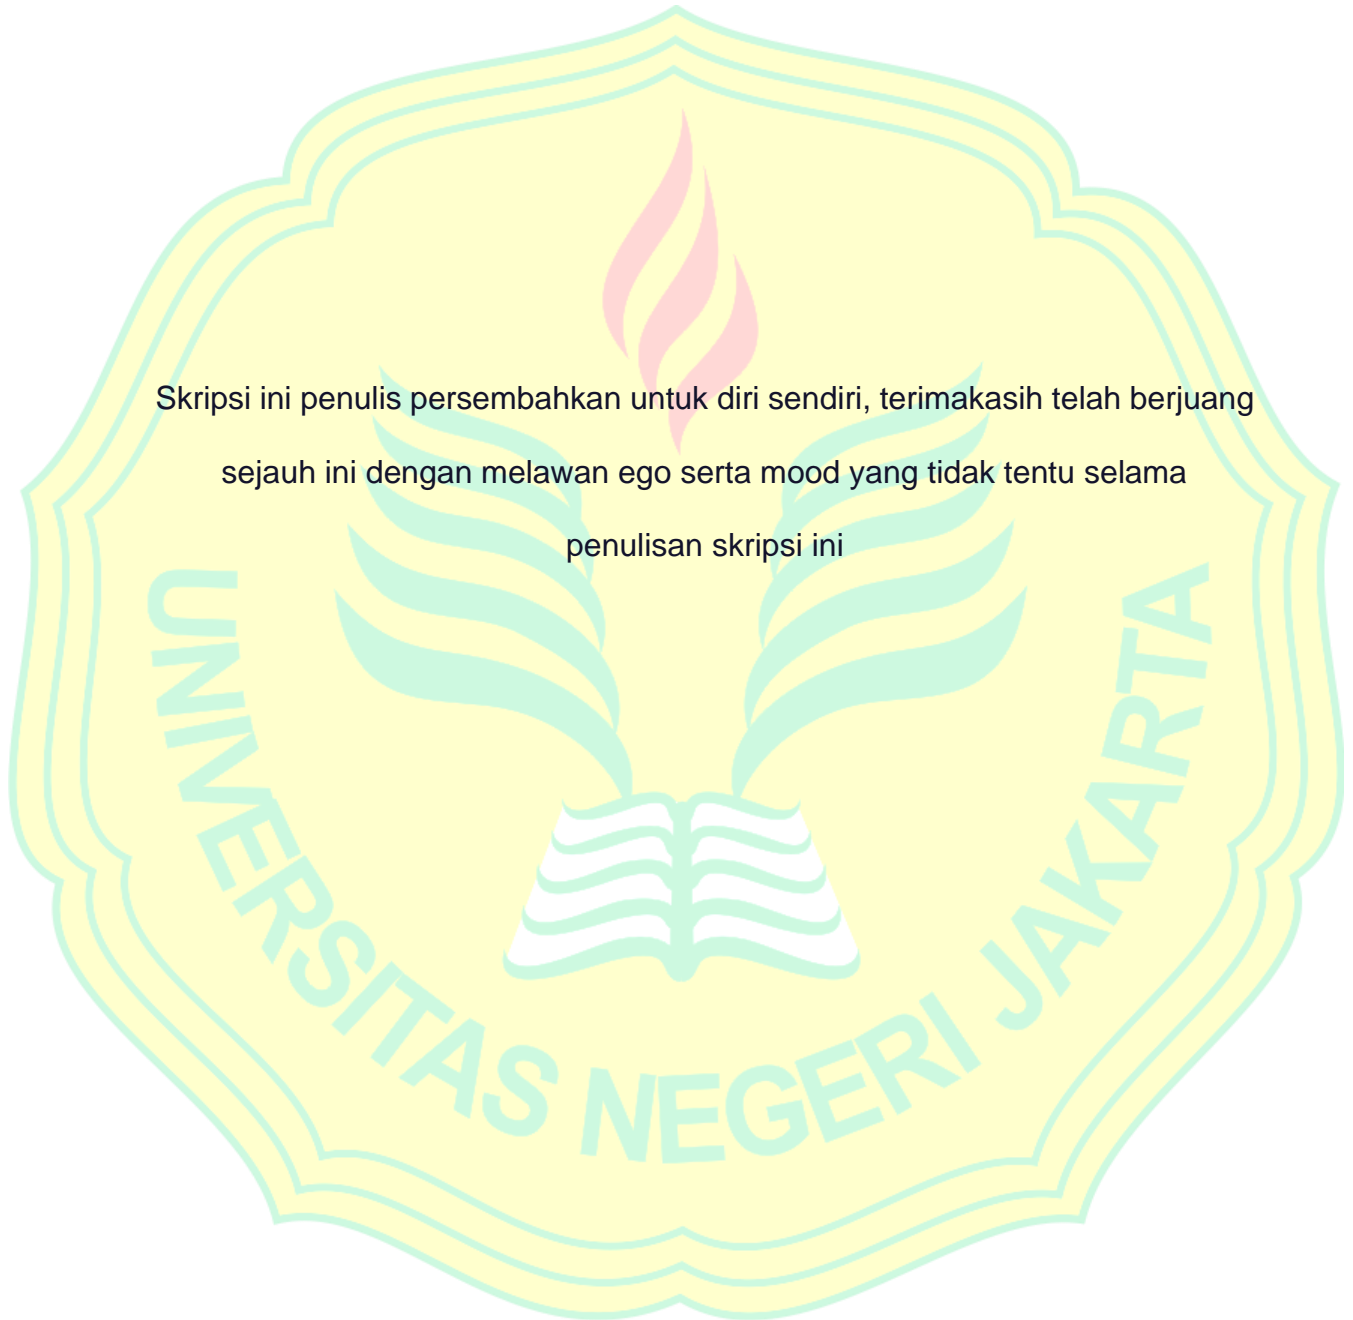 Skripsi ini penulis persembahkan untuk diri sendiri, terimakasih telah berjuang
sejauh ini dengan melawan ego serta mood yang tidak tentu selama
penulisan skripsi ini
UNIVERSITAS NEGERI JAKARTA